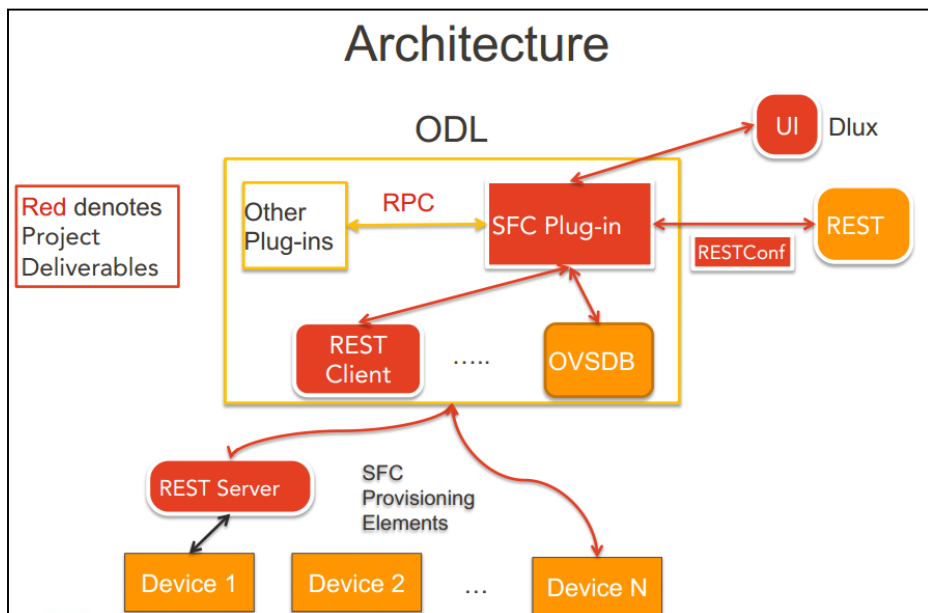 Architecture
ODL
UI
Dlux
Red denotes
Project
Deliverables
Other
Plug-ins
RPC
SFC Plug-in
RESTConf
REST
REST
Client
.....
OVSDB
REST Server
SFC
Provisioning
Elements
Device 1
Device 2
...
Device N